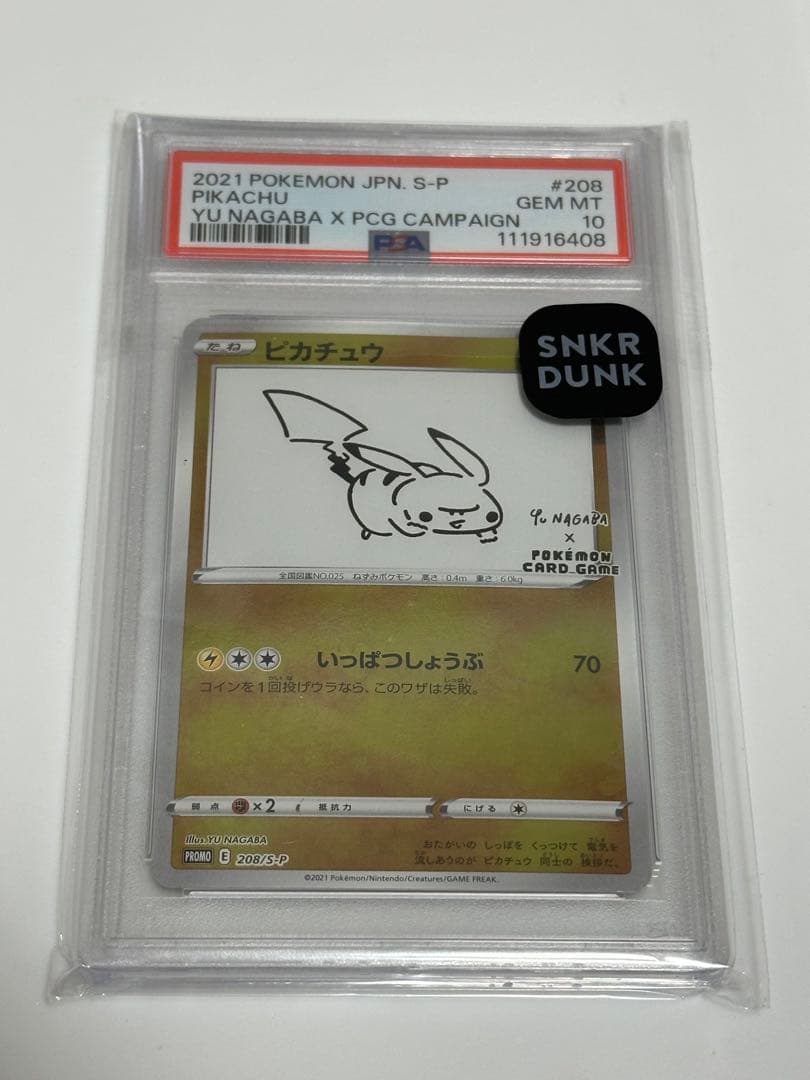 2021 POKEMON JPN. S-P #208
PIKACHU GEM MT
YU NAGABA X PCG CAMPAIGN 10
PSA 111916408
SNKR
DUNK
たね ピカチュウ
Yu NAGABA
×
POKÉMON
CARD GAME
全国図鑑NO.025 ねずみポケモン 高さ:0.4m 重さ:6.0kg
いっぱつしょうぶ 70
コインを1回投げウラなら、このワザは失敗。
弱点 ×2 抵抗力 にげる
illus. YU NAGABA
PROMO E 208/S-P
おたがいの しっぽを くっつけて 電気を
流しあうのが ピカチュウ 同士の 挨拶だ。
©2021 Pokémon/Nintendo/Creatures/GAME FREAK.